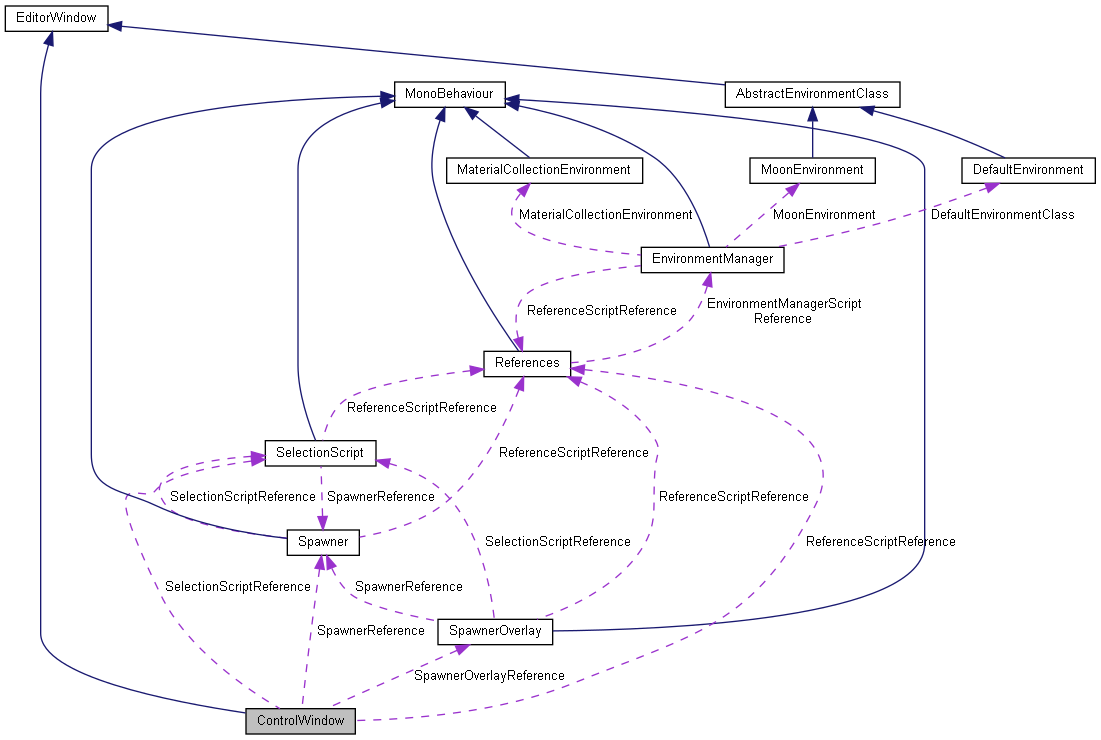 EditorWindow
MonoBehaviour
AbstractEnvironmentClass
MaterialCollectionEnvironment
MoonEnvironment
DefaultEnvironment
MaterialCollectionEnvironment
MoonEnvironment
DefaultEnvironmentClass
EnvironmentManager
ReferenceScriptReference
EnvironmentManagerScript
Reference
References
ReferenceScriptReference
SelectionScript
ReferenceScriptReference
SelectionScriptReference
SpawnerReference
ReferenceScriptReference
Spawner
SelectionScriptReference
ReferenceScriptReference
SelectionScriptReference
SpawnerReference
SpawnerReference
SpawnerOverlay
SpawnerOverlayReference
ControlWindow